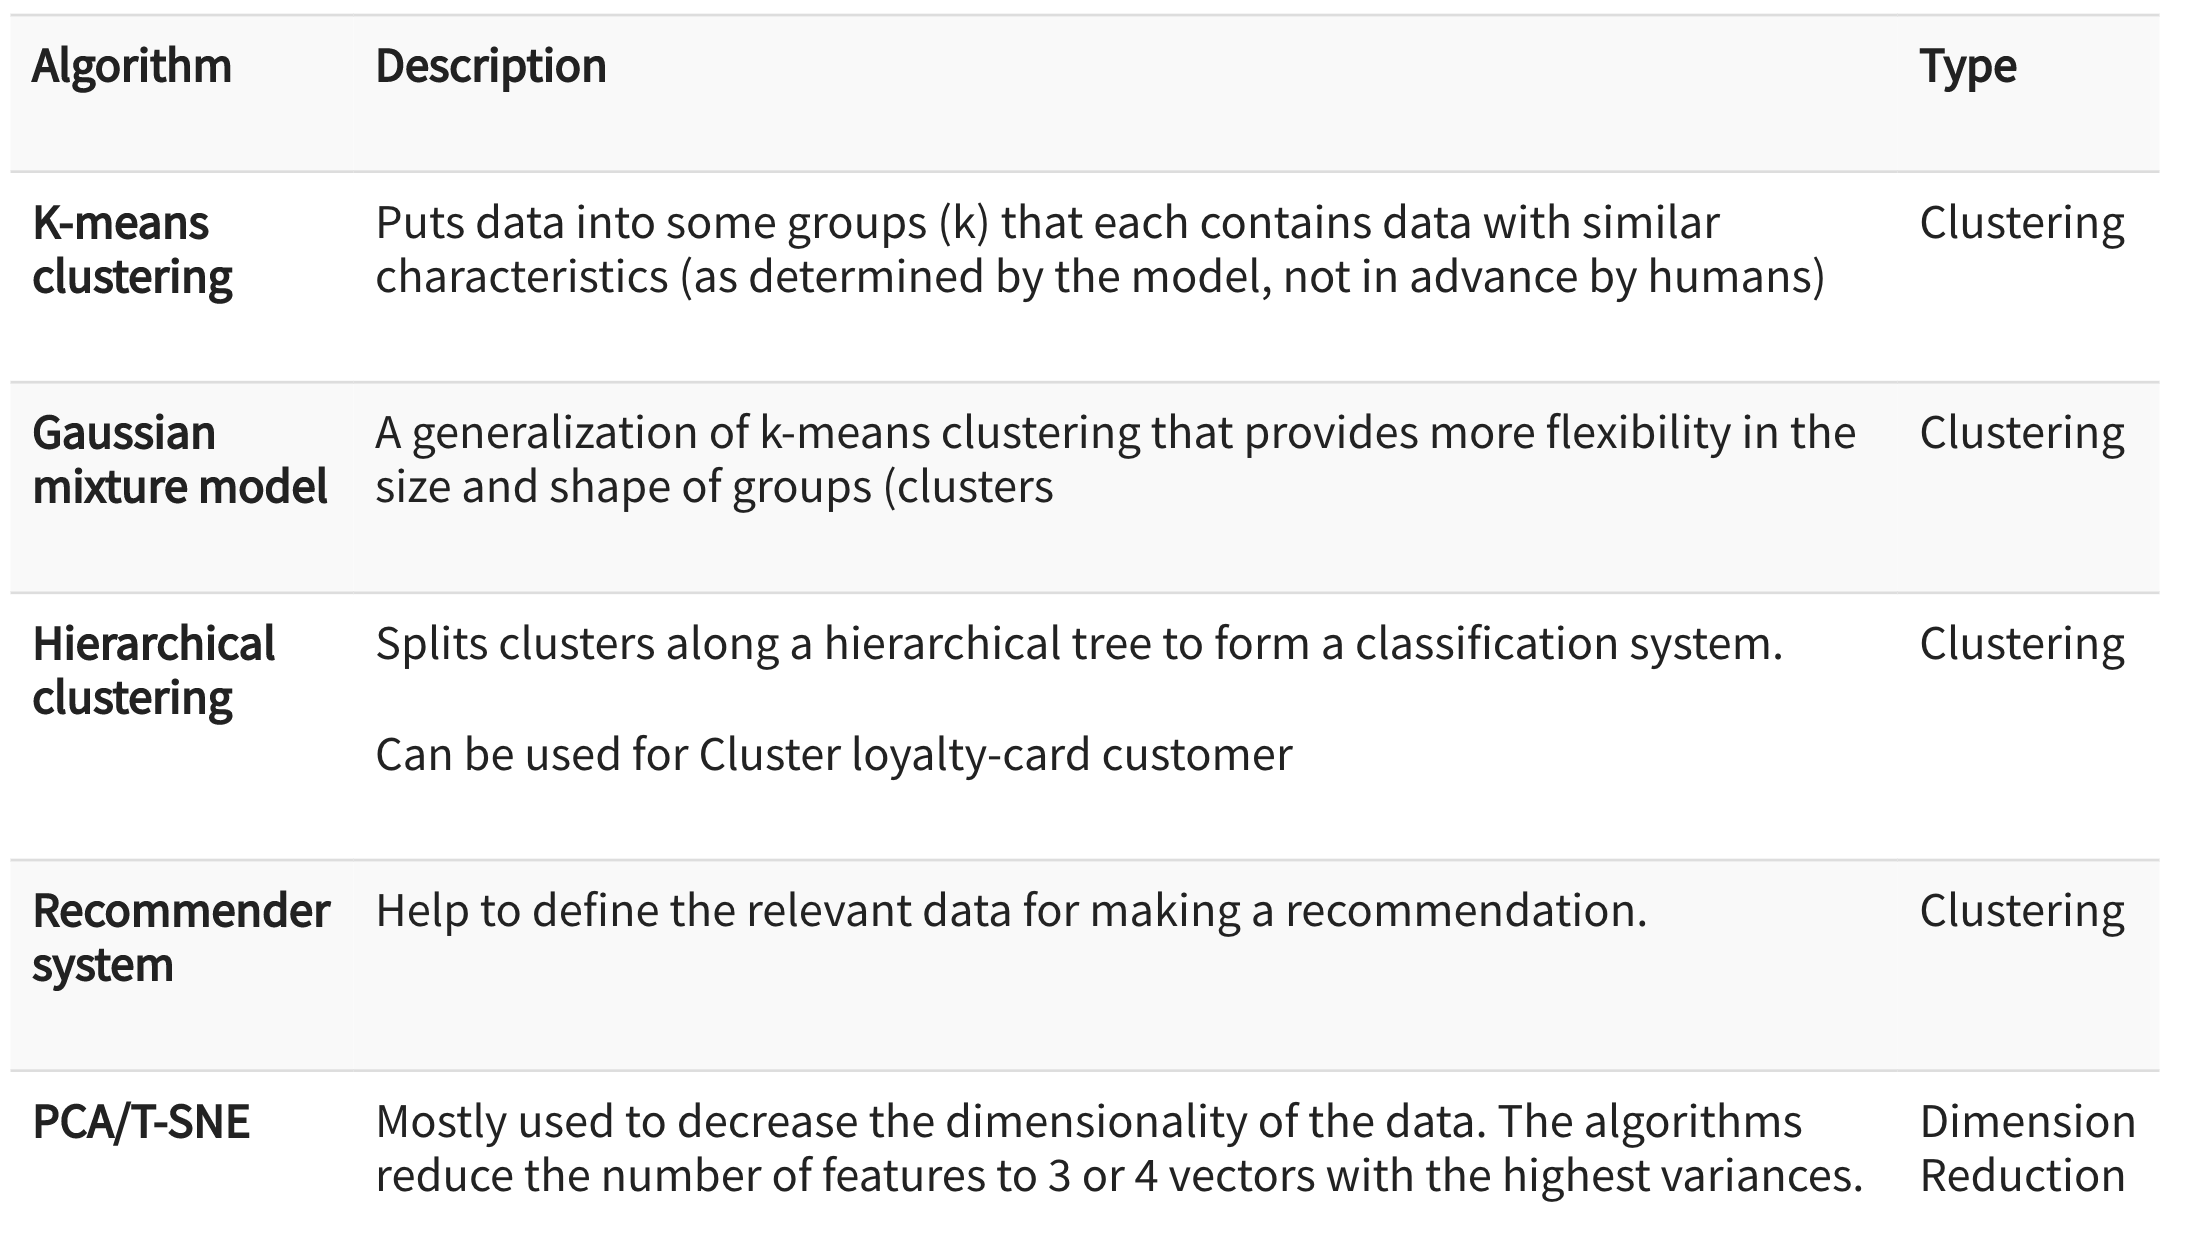 Algorithm Description Type
K-means Puts data into some groups (k) that each contains data with similar Clustering
clustering characteristics (as determined by the model, not in advance by humans)
Gaussian A generalization of k-means clustering that provides more flexibility in the Clustering
mixture model size and shape of groups (clusters
Hierarchical Splits clusters along a hierarchical tree to form a classification system. Clustering
clustering
Can be used for Cluster loyalty-card customer
Recommender Help to define the relevant data for making a recommendation. Clustering
system
PCA/T-SNE Mostly used to decrease the dimensionality of the data. The algorithms Dimension
reduce the number of features to 3 or 4 vectors with the highest variances. Reduction